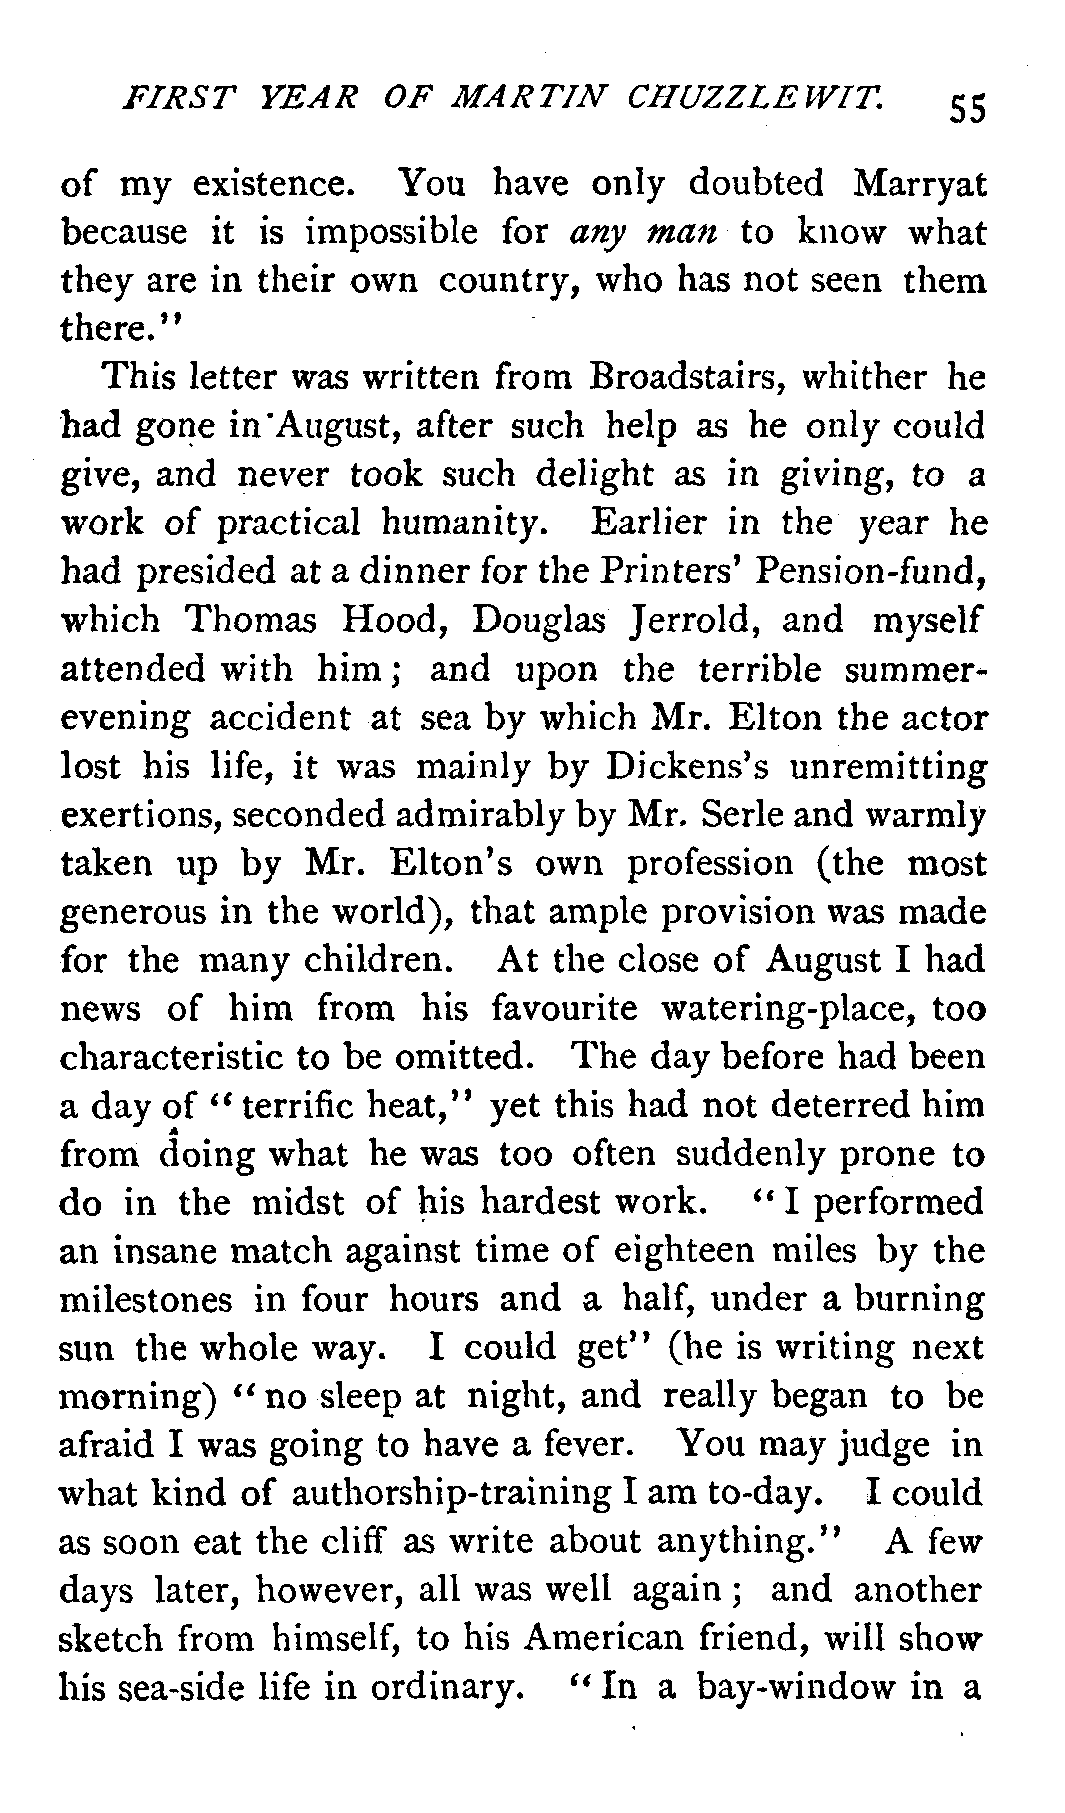 FIRST YEAR OF MARTIN CHUZZLEWIT. 55
of my existence. You have only doubted Marryat
because it is impossible for any man to know what
they are in their own country, who has not seen them
there."
This letter was written from Broadstairs, whither he
had gone in August, after such help as he only could
give, and never took such delight as in giving, to a
work of practical humanity. Earlier in the year he
had presided at a dinner for the Printers' Pension-fund,
which Thomas Hood, Douglas Jerrold, and myself
attended with him; and upon the terrible summer-
evening accident at sea by which Mr. Elton the actor
lost his life, it was mainly by Dickens's unremitting
exertions, seconded admirably by Mr. Serle and warmly
taken up by Mr. Elton's own profession (the most
generous in the world), that ample provision was made
for the many children. At the close of August I had
news of him from his favourite watering-place, too
characteristic to be omitted. The day before had been
a day of "terrific heat," yet this had not deterred him
from doing what he was too often suddenly prone to
do in the midst of his hardest work. "I performed
an insane match against time of eighteen miles by the
milestones in four hours and a half, under a burning
sun the whole way. I could get" (he is writing next
morning) "no sleep at night, and really began to be
afraid I was going to have a fever. You may judge in
what kind of authorship-training I am to-day. I could
as soon eat the cliff as write about anything." A few
days later, however, all was well again; and another
sketch from himself, to his American friend, will show
his sea-side life in ordinary. "In a bay-window in a